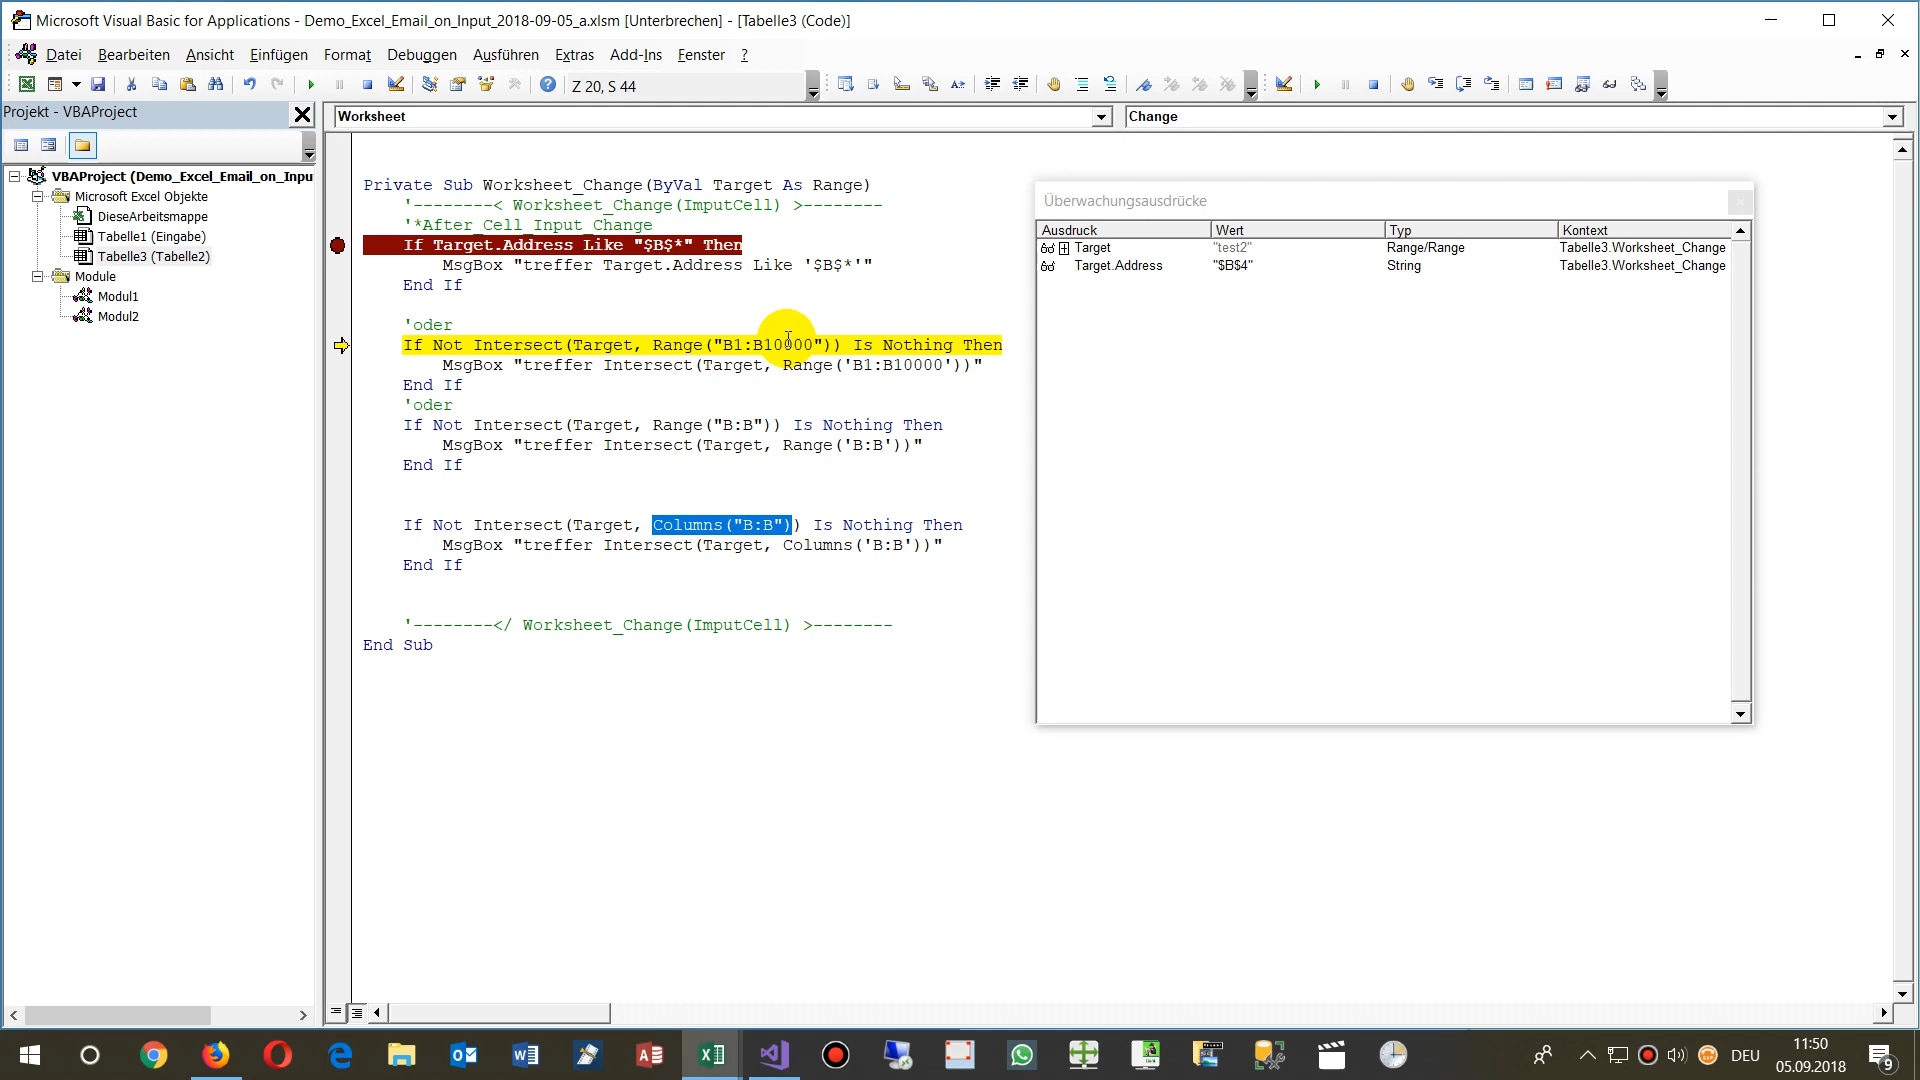 Microsoft Visual Basic for Applications - Demo_Excel_Email_on_Input_2018-09-05_a.xlsm [Unterbrechen] - [Tabelle3 (Code)]
Datei Bearbeiten Ansicht Einfügen Format Debuggen Ausführen Extras Add-Ins Fenster ?
Z 20, S 44
Projekt - VBAProject
Worksheet
Change
VBAProject (Demo_Excel_Email_on_Inpu
Microsoft Excel Objekte
DieseArbeitsmappe
Tabelle1 (Eingabe)
Tabelle3 (Tabelle2)
Module
Modul1
Modul2
Private Sub Worksheet_Change(ByVal Target As Range)
'--------< Worksheet_Change(ImputCell) >--------
'*After_Cell_Input_Change
If Target.Address Like "$B$*" Then
MsgBox "treffer Target.Address Like '$B$*'"
End If
'oder
If Not Intersect(Target, Range("B1:B10000")) Is Nothing Then
MsgBox "treffer Intersect(Target, Range('B1:B10000'))"
End If
'oder
If Not Intersect(Target, Range("B:B")) Is Nothing Then
MsgBox "treffer Intersect(Target, Range('B:B'))"
End If
If Not Intersect(Target, Columns("B:B")) Is Nothing Then
MsgBox "treffer Intersect(Target, Columns('B:B'))"
End If
'--------</ Worksheet_Change(ImputCell) >--------
End Sub
Überwachungsausdrücke
Ausdruck Wert Typ Kontext
Target "test2" Range/Range Tabelle3.Worksheet_Change
Target.Address "$B$4" String Tabelle3.Worksheet_Change
DEU
11:50
05.09.2018
9